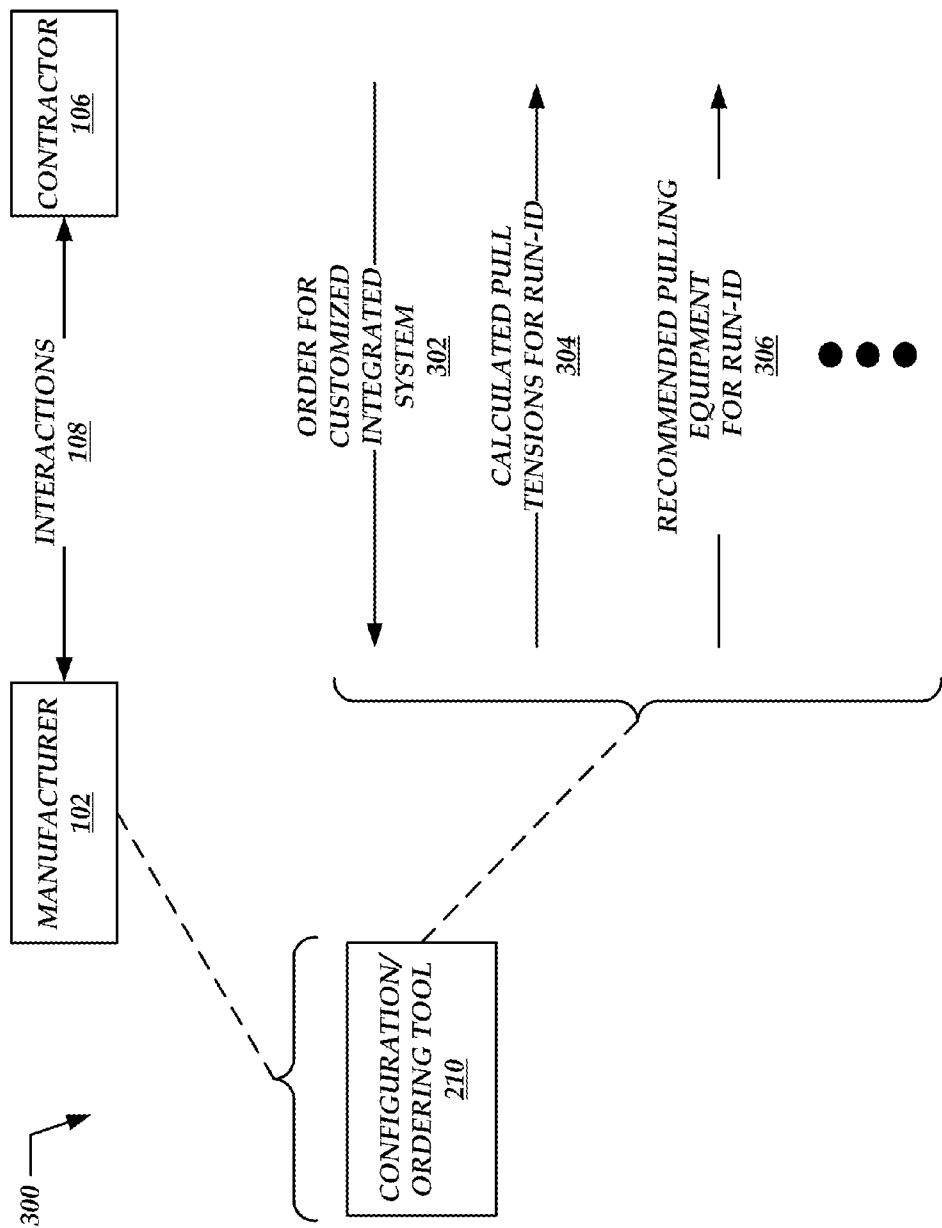 300
MANUFACTURER
102
INTERACTIONS
108
CONTRACTOR
106
CONFIGURATION/
ORDERING TOOL
210
ORDER FOR
CUSTOMIZED
INTEGRATED
SYSTEM
302
CALCULATED PULL
TENSIONS FOR RUN-ID
304
RECOMMENDED PULLING
EQUIPMENT
FOR RUN-ID
306